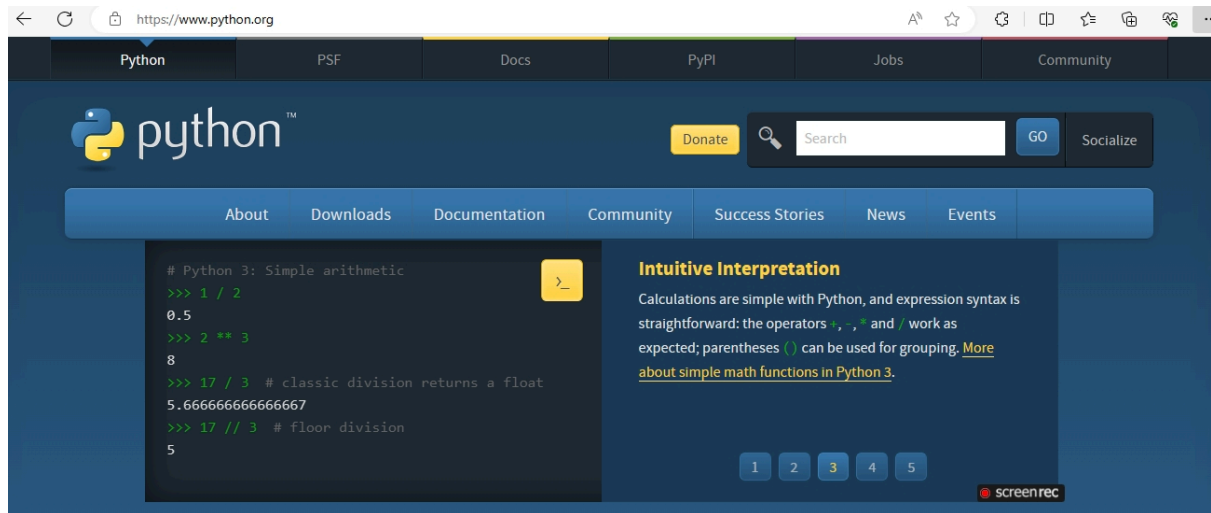 https://www.python.org
Python PSF Docs PyPI Jobs Community
python™
Donate Search GO Socialize
About Downloads Documentation Community Success Stories News Events
# Python 3: Simple arithmetic
>>> 1 / 2
0.5
>>> 2 ** 3
8
>>> 17 / 3  # classic division returns a float
5.666666666666667
>>> 17 // 3  # floor division
5
>_
Intuitive Interpretation
Calculations are simple with Python, and expression syntax is
straightforward: the operators +, -, * and / work as
expected; parentheses () can be used for grouping. More
about simple math functions in Python 3.
1 2 3 4 5
screenrec